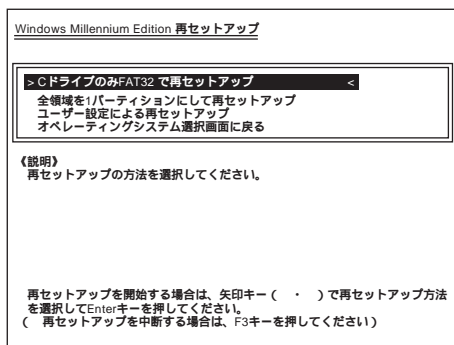 Windows Millennium Edition 再セットアップ
>CドライブのみFAT32 で再セットアップ <
全領域を1パーティションにして再セットアップ
ユーザー設定による再セットアップ
オペレーティングシステム選択画面に戻る
《説明》
再セットアップの方法を選択してください。
再セットアップを開始する場合は、矢印キー( ・ )で再セットアップ方法
を選択してEnterキーを押してください。
( 再セットアップを中断する場合は、F3キーを押してください)